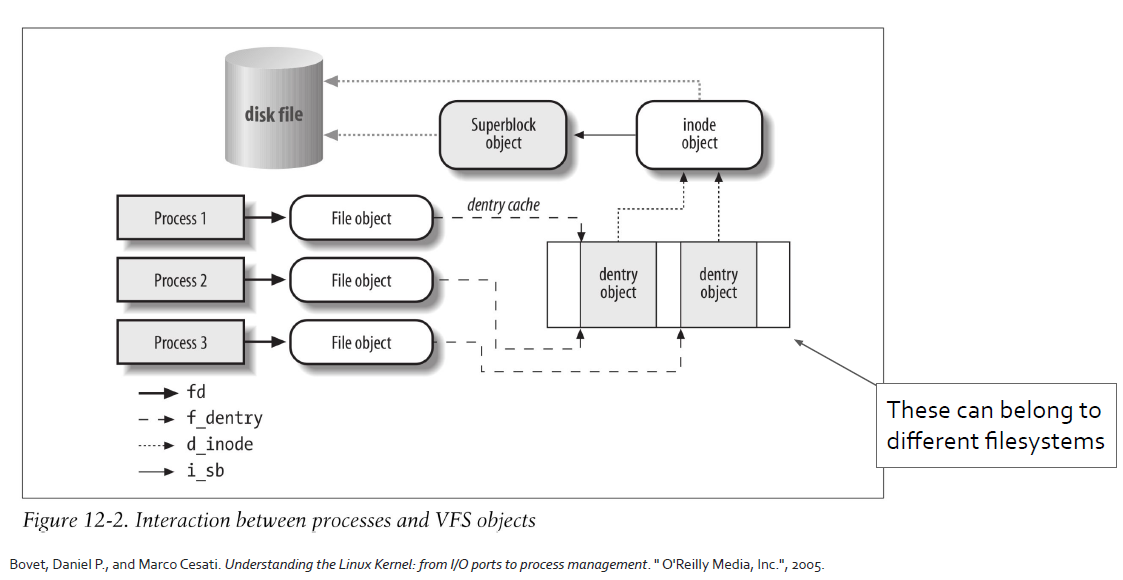 disk file
Superblock
object
inode
object
Process 1
File object
dentry cache
Process 2
File object
dentry
object
dentry
object
Process 3
File object
fd
f_dentry
d_inode
i_sb
These can belong to
different filesystems
Figure 12-2. Interaction between processes and VFS objects
Bovet, Daniel P., and Marco Cesati. Understanding the Linux Kernel: from I/O ports to process management. " O'Reilly Media, Inc.", 2005.